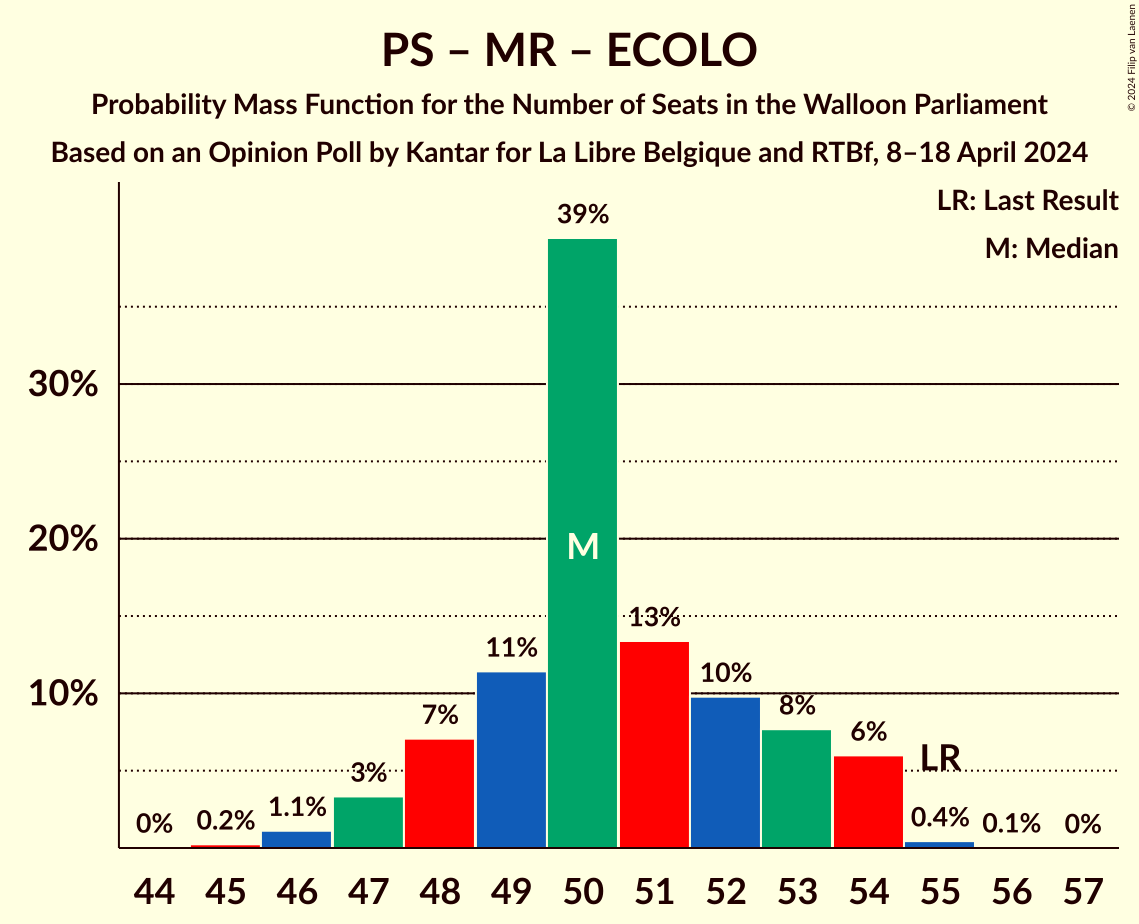 PS – MR – ECOLO
Probability Mass Function for the Number of Seats in the Walloon Parliament
Based on an Opinion Poll by Kantar for La Libre Belgique and RTBf, 8–18 April 2024
© 2024 Filip van Laenen
LR: Last Result
M: Median
30%
20%
10%
0%
0.2%
1.1%
3%
7%
11%
39%
M
13%
10%
8%
6%
LR
0.4%
0.1%
0%
44 45 46 47 48 49 50 51 52 53 54 55 56 57